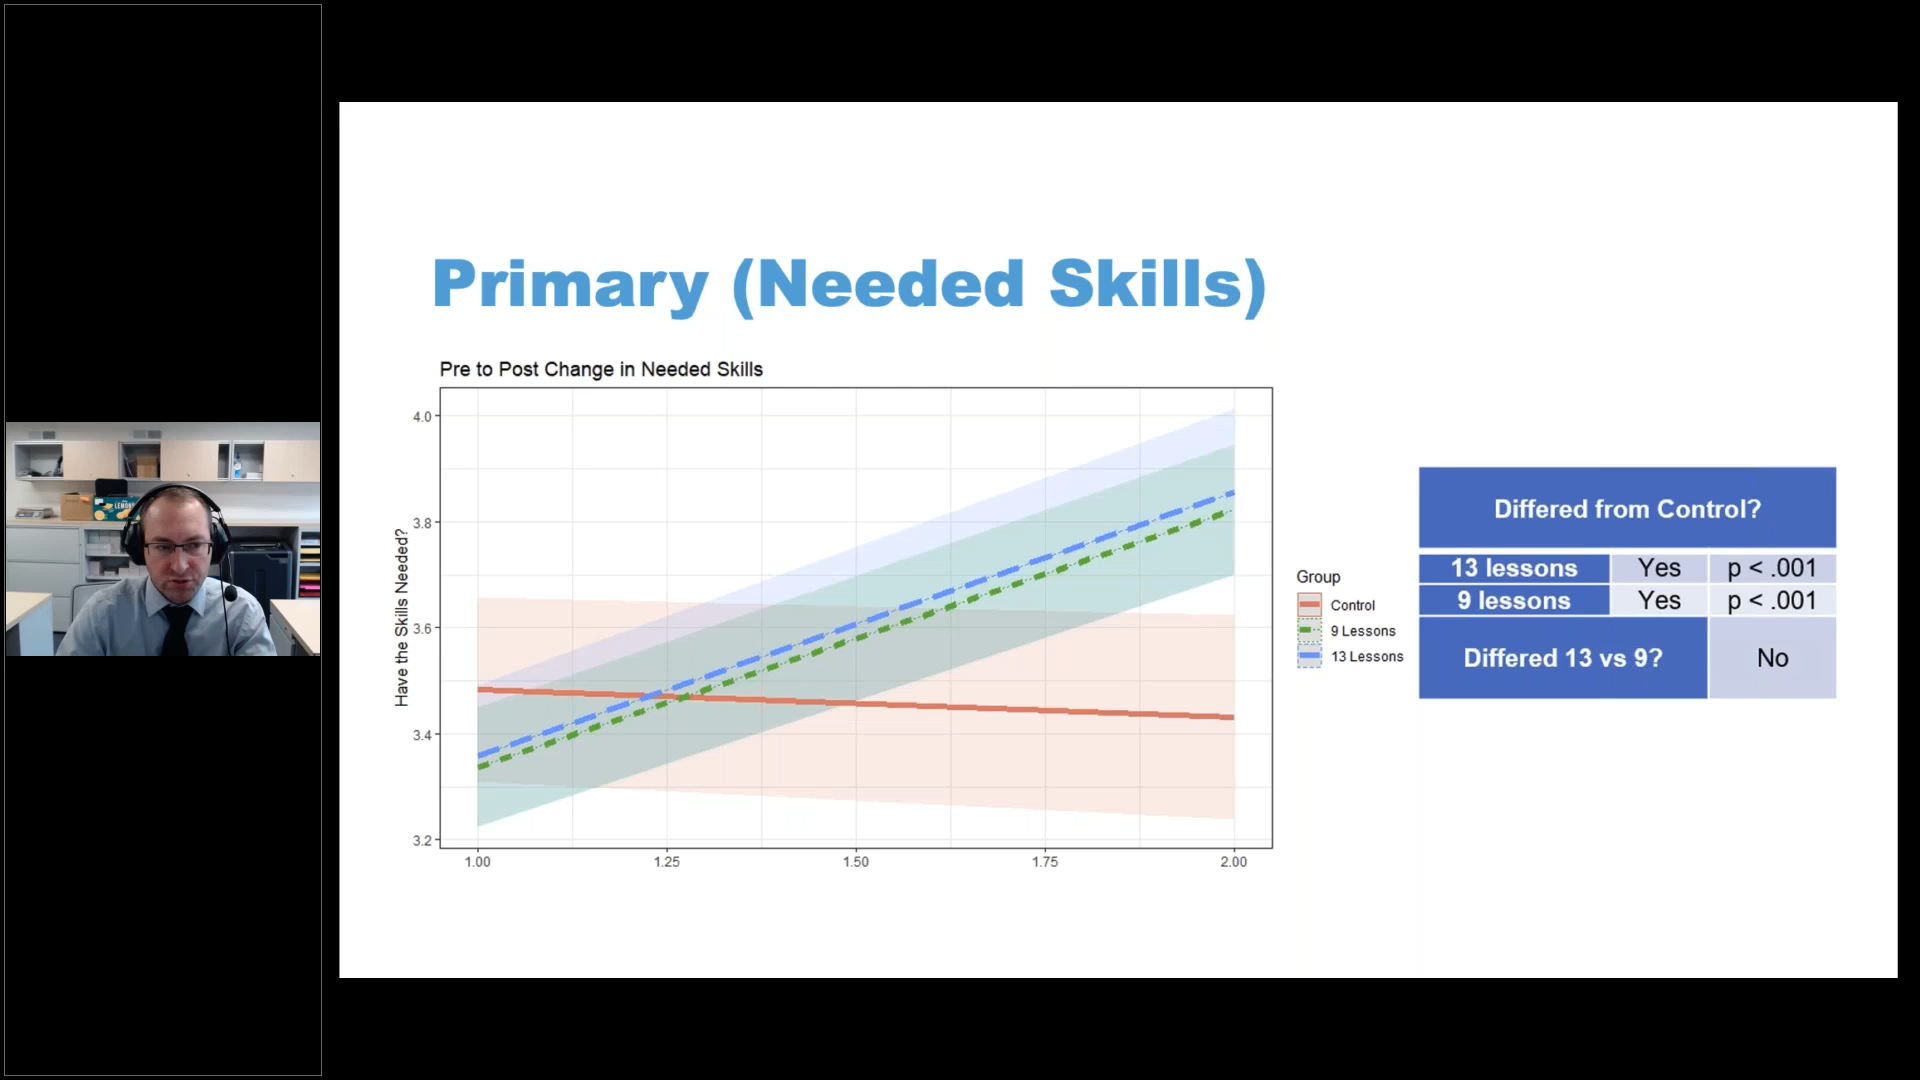 Primary (Needed Skills)
Pre to Post Change in Needed Skills
Have the Skills Needed?
4.0
3.8
3.6
3.4
3.2
1.00
1.25
1.50
1.75
2.00
Group
Control
9 Lessons
13 Lessons
Differed from Control?
13 lessons Yes p < .001
9 lessons Yes p < .001
Differed 13 vs 9? No